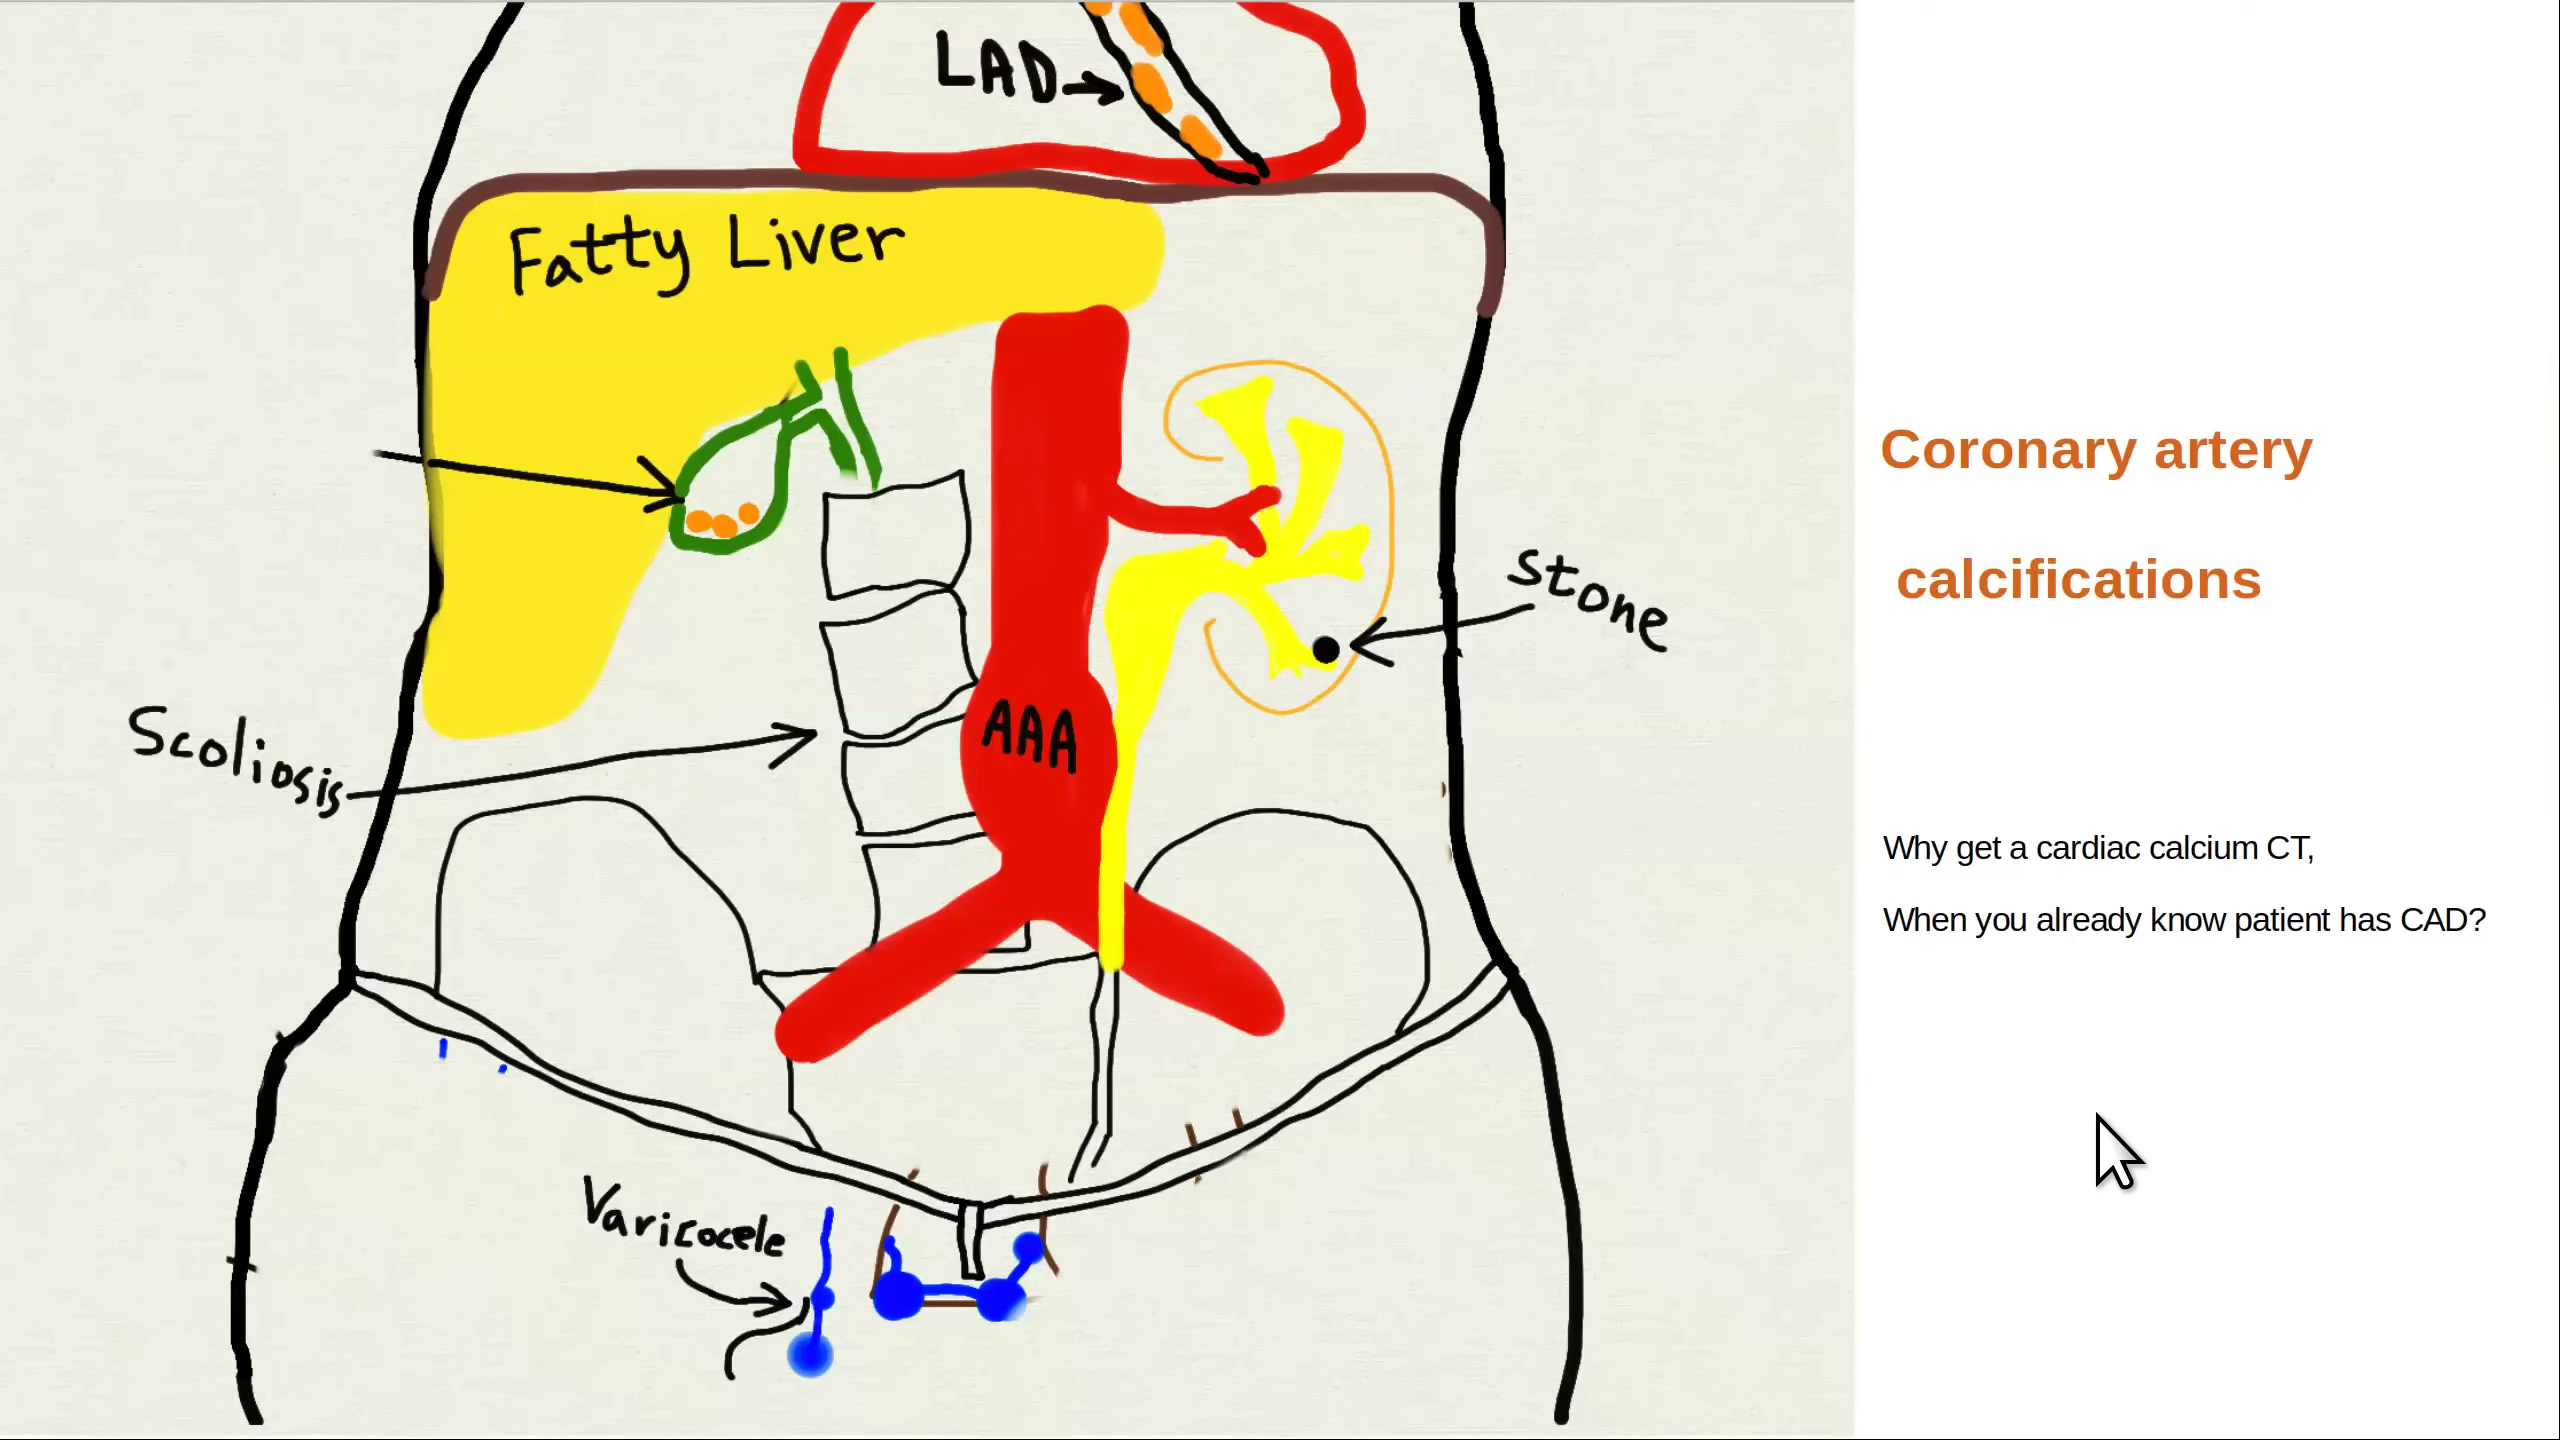 LAD
Fatty Liver
stone
Scoliosis
AAA
Varicocele
Coronary artery
calcifications
Why get a cardiac calcium CT,
When you already know patient has CAD?